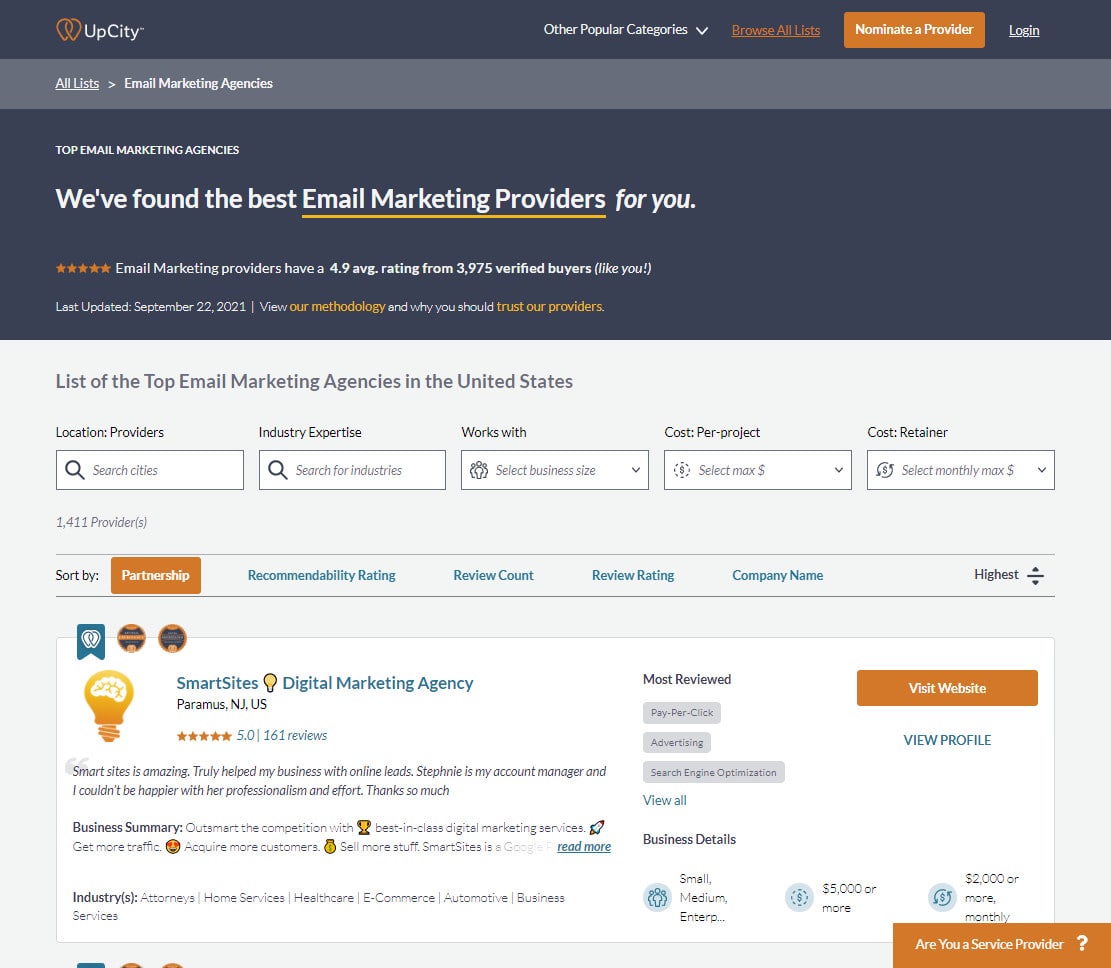 UpCity™
Other Popular Categories
Browse All Lists
Nominate a Provider
Login
All Lists > Email Marketing Agencies
TOP EMAIL MARKETING AGENCIES
We've found the best Email Marketing Providers for you.
Email Marketing providers have a 4.9 avg. rating from 3,975 verified buyers (like you!)
Last Updated: September 22, 2021 | View our methodology and why you should trust our providers.
List of the Top Email Marketing Agencies in the United States
Location: Providers
Industry Expertise
Works with
Cost: Per-project
Cost: Retainer
Search cities
Search for industries
Select business size
Select max $
Select monthly max $
1,411 Provider(s)
Sort by: Partnership Recommendability Rating Review Count Review Rating Company Name Highest
SmartSites 💡 Digital Marketing Agency
Paramus, NJ, US
5.0 | 161 reviews
Smart sites is amazing. Truly helped my business with online leads. Stephnie is my account manager and
I couldn't be happier with her professionalism and effort. Thanks so much
Business Summary: Outsmart the competition with 🏆 best-in-class digital marketing services. 🚀
Get more traffic. 🤩 Acquire more customers. 💰 Sell more stuff. SmartSites is a Google read more
Industry(s): Attorneys | Home Services | Healthcare | E-Commerce | Automotive | Business
Services
Most Reviewed
Pay-Per-Click
Advertising
Search Engine Optimization
View all
Business Details
Small,
Medium,
Enterp...
$5,000 or
more
$2,000 or
more,
monthly
Visit Website
VIEW PROFILE
Are You a Service Provider ?